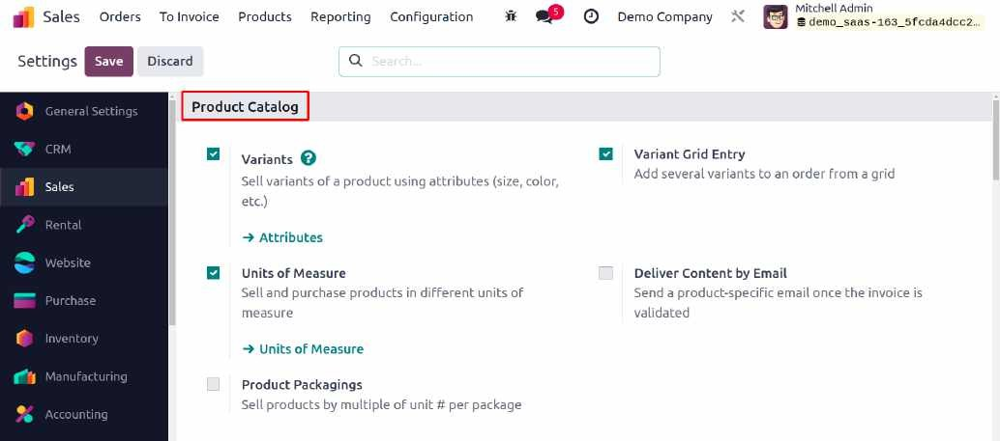 Sales Orders To Invoice Products Reporting Configuration 5 Demo Company Mitchell Admin
demo_saas-163_5fcda4dcc2...
Settings Save Discard Search...
General Settings
CRM
Sales
Rental
Website
Purchase
Inventory
Manufacturing
Accounting
Product Catalog
Variants ?
Sell variants of a product using attributes (size, color,
etc.)
→ Attributes
Variant Grid Entry
Add several variants to an order from a grid
Units of Measure
Sell and purchase products in different units of
measure
→ Units of Measure
Deliver Content by Email
Send a product-specific email once the invoice is
validated
Product Packagings
Sell products by multiple of unit # per package